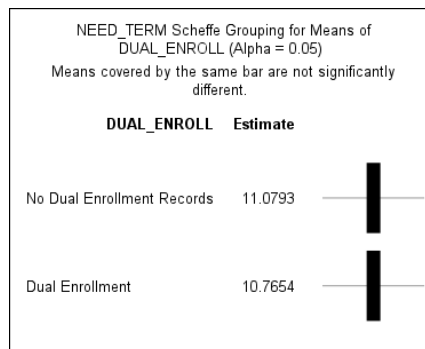 NEED_TERM Scheffe Grouping for Means of
DUAL_ENROLL (Alpha = 0.05)
Means covered by the same bar are not significantly
different.
DUAL_ENROLL Estimate
No Dual Enrollment Records 11.0793
Dual Enrollment 10.7654